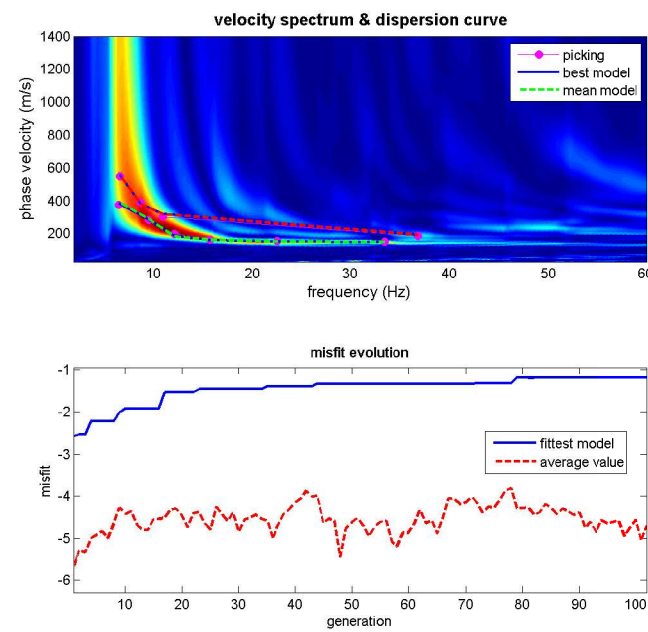 velocity spectrum & dispersion curve
phase velocity (m/s)
1400
1200
1000
800
600
400
200
picking
best model
mean model
10 20 30 40 50 60
frequency (Hz)
misfit evolution
misfit
-1
-2
-3
-4
-5
-6
fittest model
average value
10 20 30 40 50 60 70 80 90 100
generation